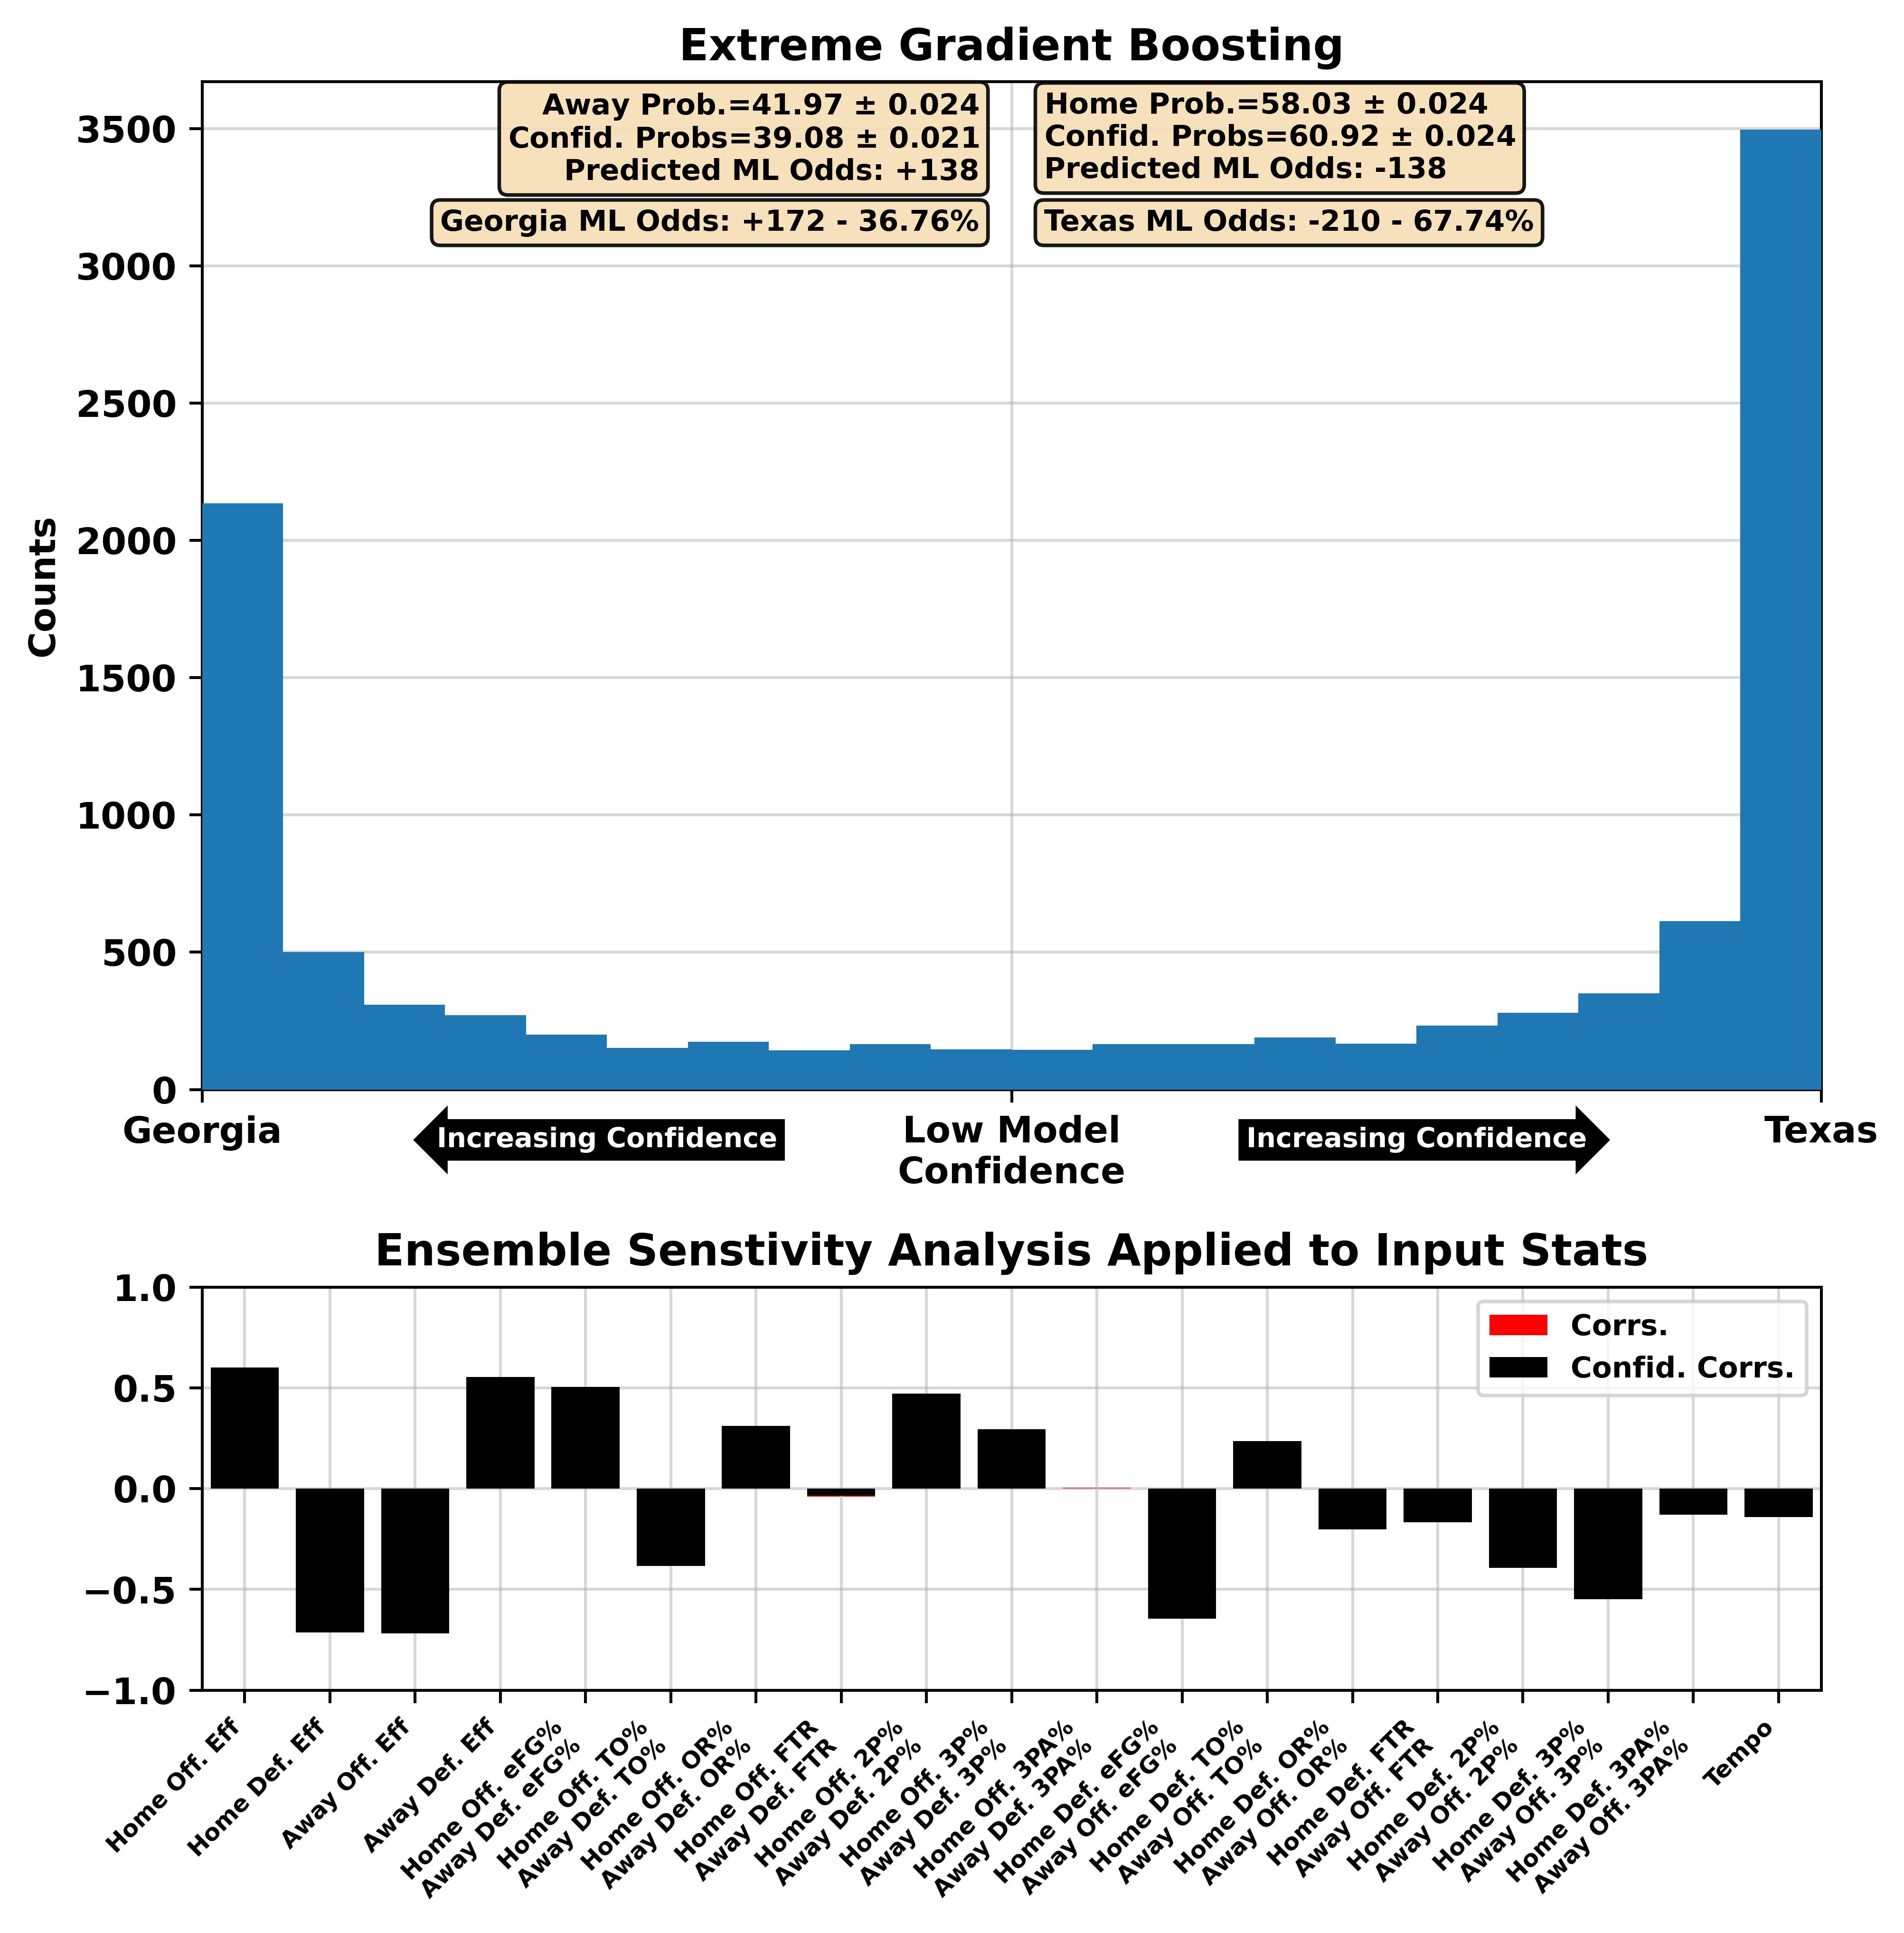 Extreme Gradient Boosting
Away Prob.=41.97 ± 0.024
Confid. Probs=39.08 ± 0.021
Predicted ML Odds: +138
Georgia ML Odds: +172 - 36.76%
Home Prob.=58.03 ± 0.024
Confid. Probs=60.92 ± 0.024
Predicted ML Odds: -138
Texas ML Odds: -210 - 67.74%
Counts
3500
3000
2500
2000
1500
1000
500
0
Georgia
Increasing Confidence
Low Model
Confidence
Increasing Confidence
Texas
Ensemble Senstivity Analysis Applied to Input Stats
1.0
0.5
0.0
−0.5
−1.0
Corrs.
Confid. Corrs.
Home Off. Eff
Home Def. Eff
Away Off. Eff
Away Def. Eff
Home Off. eFG%
Away Def. eFG%
Home Off. TO%
Away Def. TO%
Home Off. OR%
Away Def. OR%
Home Off. FTR
Away Def. FTR
Home Off. 2P%
Away Def. 2P%
Home Off. 3P%
Away Def. 3P%
Home Off. 3PA%
Away Def. 3PA%
Home Def. eFG%
Away Off. eFG%
Home Def. TO%
Away Off. TO%
Home Def. OR%
Away Off. OR%
Home Def. FTR
Away Off. FTR
Home Def. 2P%
Away Off. 2P%
Home Def. 3P%
Away Off. 3P%
Home Def. 3PA%
Away Off. 3PA%
Tempo